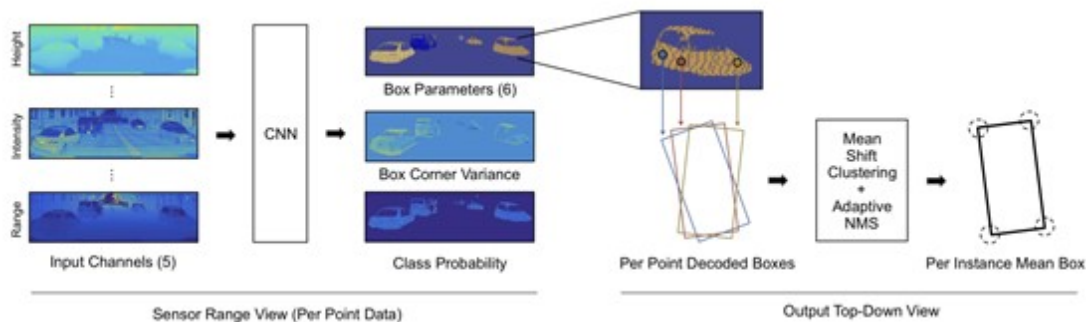 Height
Intensity
Range
Input Channels (5)
CNN
Box Parameters (6)
Box Corner Variance
Class Probability
Per Point Decoded Boxes
Mean
Shift
Clustering
+
Adaptive
NMS
Per Instance Mean Box
Sensor Range View (Per Point Data)
Output Top-Down View